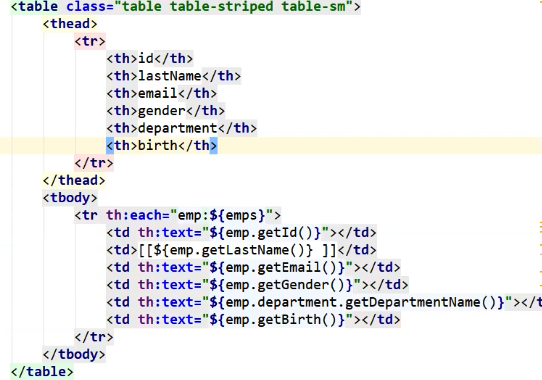 <table class="table table-striped table-sm">
<thead>
<tr>
<th>id</th>
<th>lastName</th>
<th>email</th>
<th>gender</th>
<th>department</th>
<th>birth</th>
</tr>
</thead>
<tbody>
<tr th:each="emp:${emps}">
<td th:text="${emp.getId()}"></td>
<td>[[${emp.getLastName()} ]]</td>
<td th:text="${emp.getEmail()}"></td>
<td th:text="${emp.getGender()}"></td>
<td th:text="${emp.department.getDepartmentName()}"></t
<td th:text="${emp.getBirth()}"></td>
</tr>
</tbody>
</table>